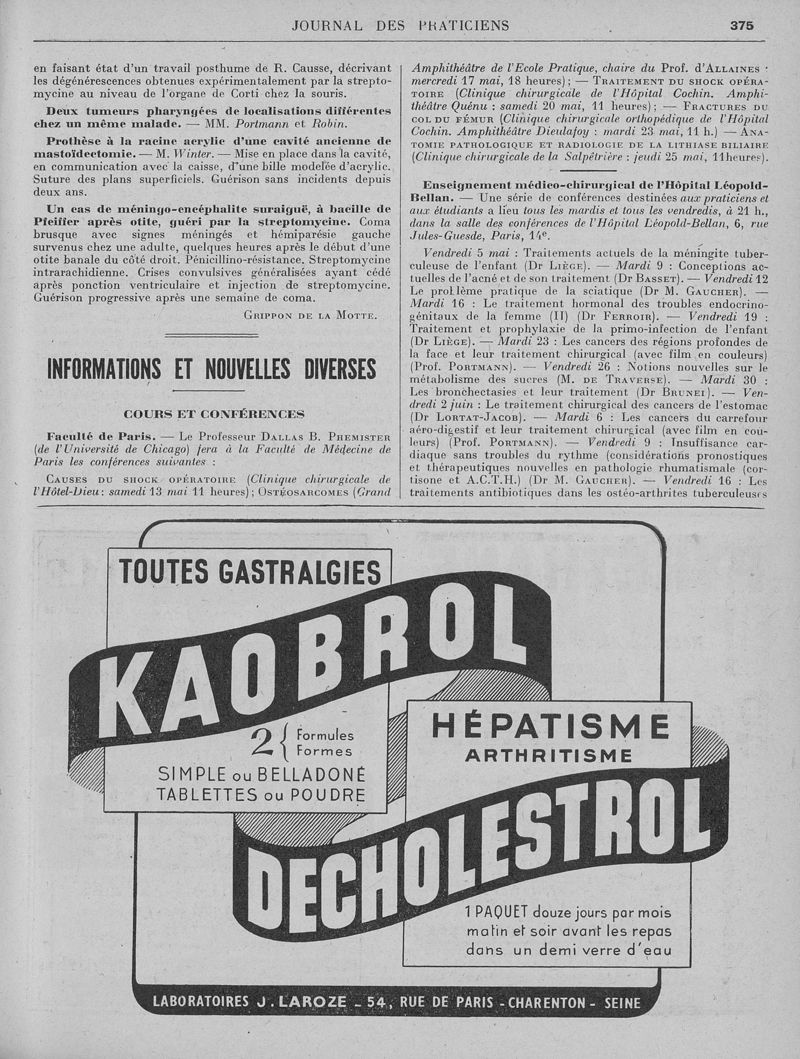 JOURNAL DES PRATICIENS
375
en faisant état d'un travail posthume de R. Causse, décrivant
les dégénérescences obtenues expérimentalement par la strepto-
mycine au niveau de l'organe de Corti chez la souris.
Deux tumeurs pharyngées de localisations différentes
chez un même malade. — MM. Portmann et Robin.
Prothèse à la racine acrylic d'une cavité ancienne de
mastoïdectomie. — M. Winter. — Mise en place dans la cavité,
en communication avec la caisse, d'une bille modelée d'acrylic.
Suture des plans superficiels. Guérison sans incidents depuis
deux ans.
Un cas de méningo-encéphalite suraiguë, à bacille de
Pfeiffer après otite, guéri par la streptomycine. Coma
brusque avec signes méningés et hémiparésie gauche
survenus chez une adulte, quelques heures après le début d'une
otite banale du côté droit. Pénicillino-résistance. Streptomycine
intrarachidienne. Crises convulsives généralisées ayant cédé
après ponction ventriculaire et injection de streptomycine.
Guérison progressive après une semaine de coma.
GRIPPON DE LA MOTTE.
INFORMATIONS ET NOUVELLES DIVERSES
COURS ET CONFÉRENCES
Faculté de Paris. — Le Professeur DALLAS B. PHEMISTER
(de l'Université de Chicago) fera à la Faculté de Médecine de
Paris les conférences suivantes :
CAUSES DU SHOCK OPÉRATOIRE (Clinique chirurgicale de
l'Hôtel-Dieu : samedi 13 mai 11 heures) ; OSTÉOSARCOMES (Grand
Amphithéâtre de l'Ecole Pratique, chaire du Prof. d'ALLAINES :
mercredi 17 mai, 18 heures) ; — TRAITEMENT DU SHOCK OPÉRA-
TOIRE (Clinique chirurgicale de l'Hôpital Cochin. Amphi-
théâtre Quénu : samedi 20 mai, 11 heures) ; — FRACTURES DU
COL DU FÉMUR (Clinique chirurgicale orthopédique de l'Hôpital
Cochin. Amphithéâtre Dieulafoy : mardi 23 mai, 11 h.) — ANA-
TOMIE PATHOLOGIQUE ET RADIOLOGIE DE LA LITHIASE BILIAIRE
(Clinique chirurgicale de la Salpétrière : jeudi 25 mai, 11heures).
Enseignement médico-chirurgical de l'Hôpital Léopold-
Bellan. — Une série de conférences destinées aux praticiens et
aux étudiants a lieu tous les mardis et tous les vendredis, à 21 h.,
dans la salle des conférences de l'Hôpital Léopold-Bellan, 6, rue
Jules-Guesde, Paris, 14e.
Vendredi 5 mai : Traitements actuels de la méningite tuber-
culeuse de l'enfant (Dr LIÈGE). — Mardi 9 : Conceptions ac-
tuelles de l'acné et de son traitement (Dr BASSET). — Vendredi 12
Le problème pratique de la sciatique (Dr M. GAUCHER). —
Mardi 16 : Le traitement hormonal des troubles endocrino-
génitaux de la femme (II) (Dr FERROIR). — Vendredi 19 :
Traitement et prophylaxie de la primo-infection de l'enfant
(Dr LIÈGE). — Mardi 23 : Les cancers des régions profondes de
la face et leur traitement chirurgical (avec film en couleurs)
(Prof. PORTMANN). — Vendredi 26 : Notions nouvelles sur le
métabolisme des sucres (M. DE TRAVERSE). — Mardi 30 :
Les bronchectasies et leur traitement (Dr BRUNEI). — Ven-
dredi 2 juin : Le traitement chirurgical des cancers de l'estomac
(Dr LORTAT-JACOB). — Mardi 6 : Les cancers du carrefour
aéro-digestif et leur traitement chirurgical (avec film en cou-
leurs) (Prof. PORTMANN). — Vendredi 9 : Insuffisance car-
diaque sans troubles du rythme (considérations pronostiques
et thérapeutiques nouvelles en pathologie rhumatismale (cor-
tisone et A.C.T.H.) (Dr M. GAUCHER). — Vendredi 16 : Les
traitements antibiotiques dans les ostéo-arthrites tuberculeuses
TOUTES GASTRALGIES
KAOBROL
2 { Formules
Formes
SIMPLE ou BELLADONÉ
TABLETTES ou POUDRE
HÉPATISME
ARTHRITISME
DECHOLESTROL
1 PAQUET douze jours par mois
matin et soir avant les repas
dans un demi verre d'eau
LABORATOIRES J. LAROZE - 54, RUE DE PARIS - CHARENTON - SEINE